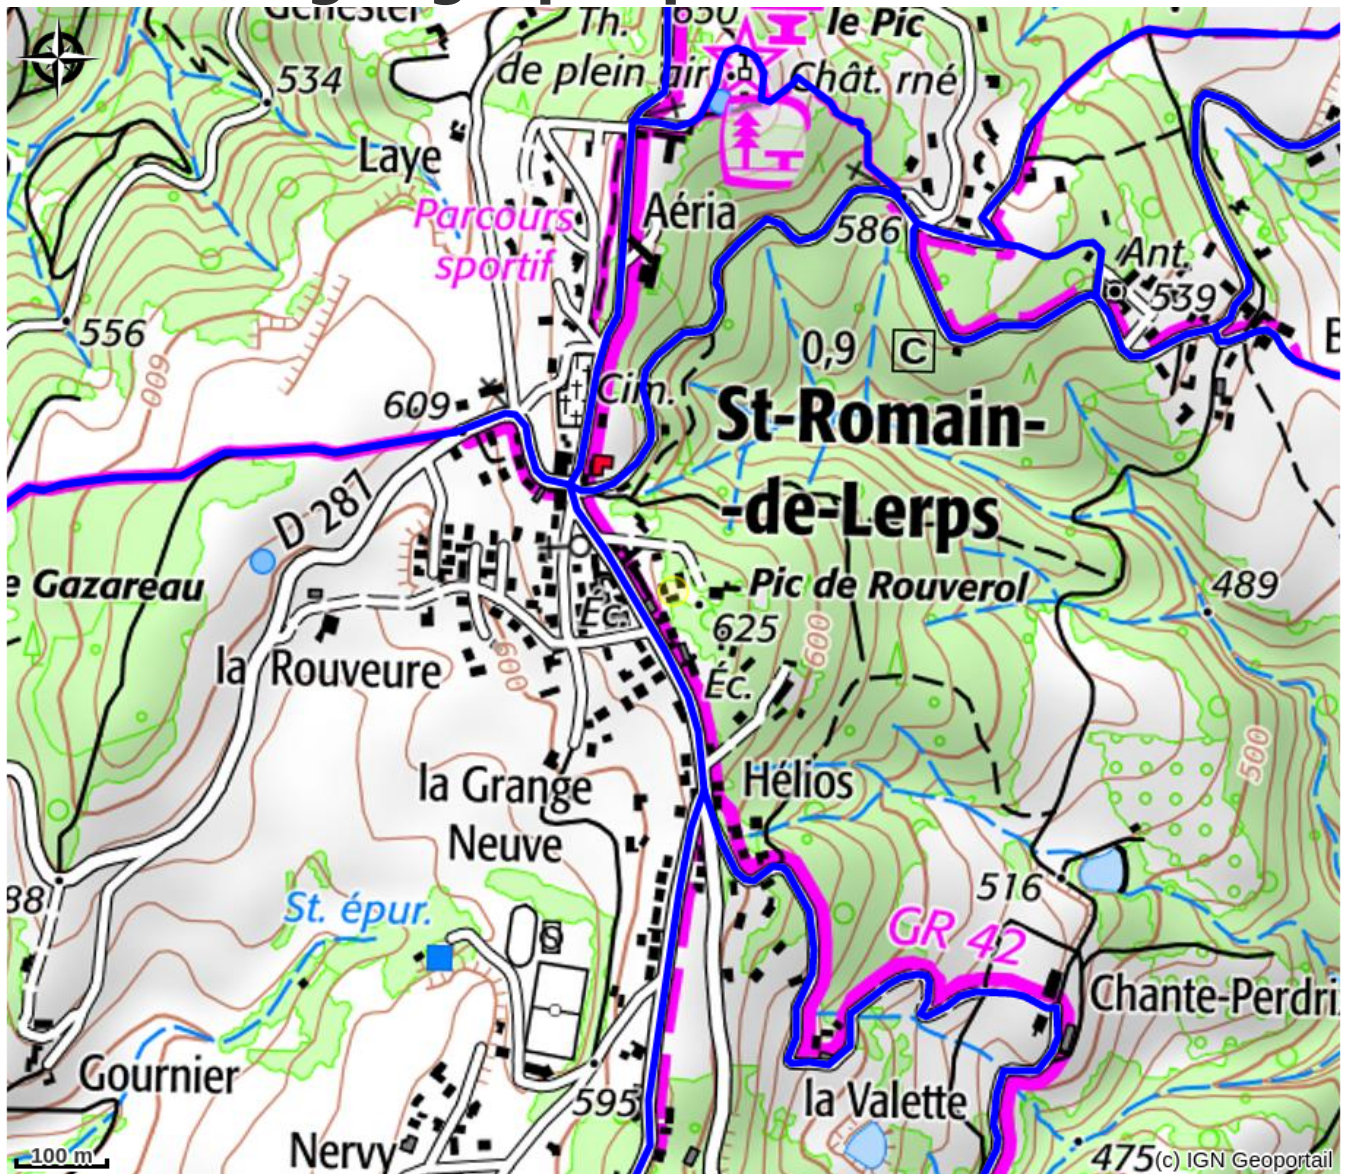 Th.
630
le Pic
de plein air
Chât. rné
534
Laye
Parcours
sportif
Aéria
586
Ant.
539
556
600
0,9
C
609
Cim.
St-Romain-
-de-Lerps
D 287
e Gazareau
Pic de Rouverol
489
Éc.
625
600
la Rouveure
600
Éc.
500
la Grange
Neuve
Hélios
88
516
St. épur.
GR 42
Chante-Perdri
Gournier
595
la Valette
Nervy
475
100 m
(c) IGN Geoportail